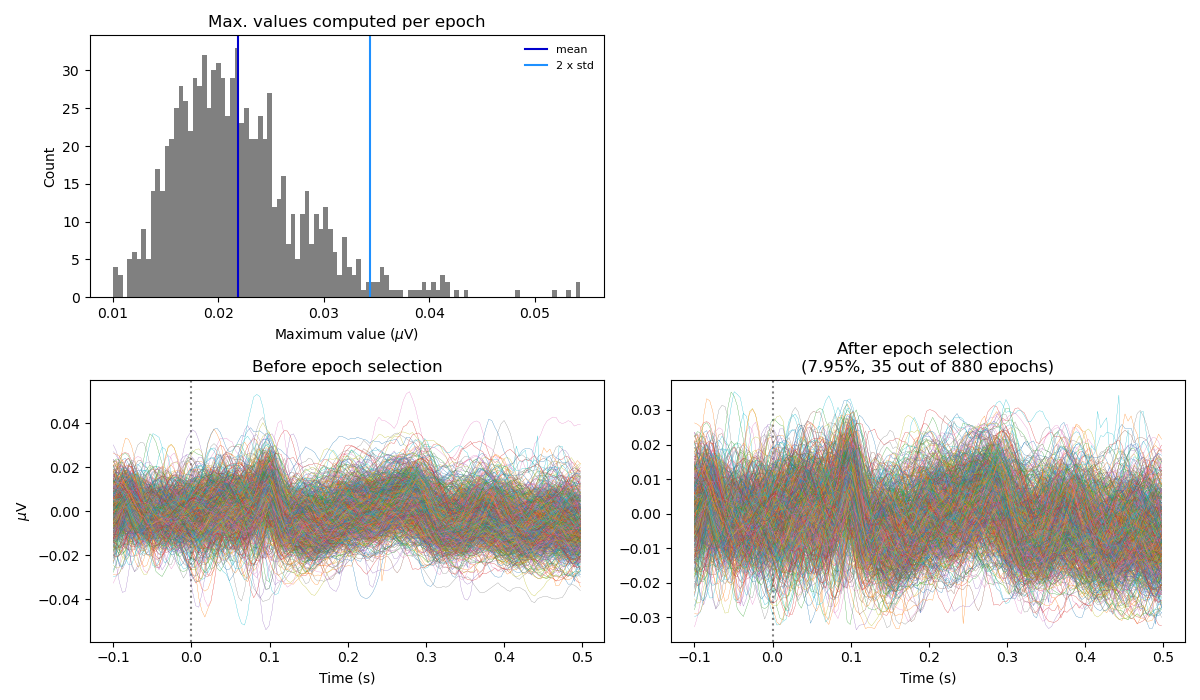 Max. values computed per epoch
mean
2 x std
Count
30
25
20
15
10
5
0
0.01 0.02 0.03 0.04 0.05
Maximum value (μV)
Before epoch selection
μV
0.04
0.02
0.00
−0.02
−0.04
−0.1 0.0 0.1 0.2 0.3 0.4 0.5
Time (s)
After epoch selection
(7.95%, 35 out of 880 epochs)
0.03
0.02
0.01
0.00
−0.01
−0.02
−0.03
−0.1 0.0 0.1 0.2 0.3 0.4 0.5
Time (s)